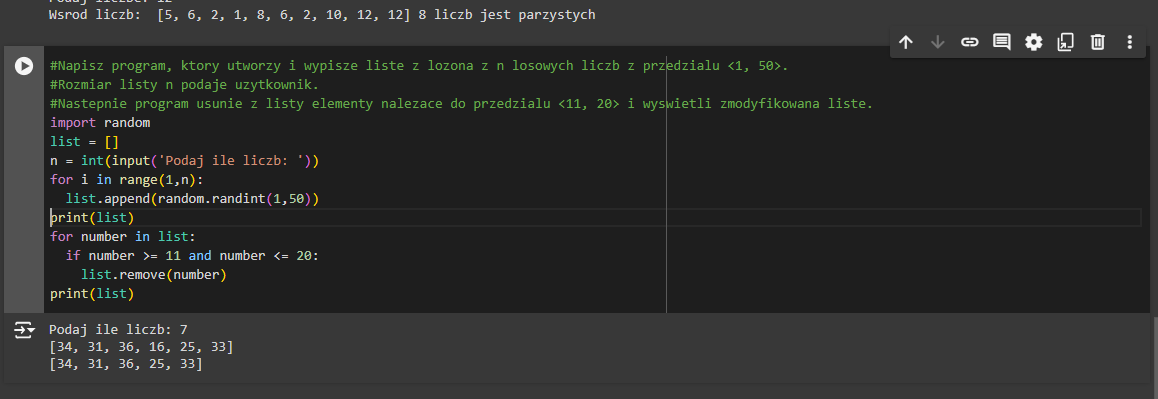 Wsrod liczb:  [5, 6, 2, 1, 8, 6, 2, 10, 12, 12] 8 liczb jest parzystych
#Napisz program, ktory utworzy i wypisze liste z lozona z n losowych liczb z przedzialu <1, 50>.
#Rozmiar listy n podaje uzytkownik.
#Nastepnie program usunie z listy elementy nalezace do przedzialu <11, 20> i wyswietli zmodyfikowana liste.
import random
list = []
n = int(input('Podaj ile liczb: '))
for i in range(1,n):
  list.append(random.randint(1,50))
print(list)
for number in list:
  if number >= 11 and number <= 20:
    list.remove(number)
print(list)
Podaj ile liczb: 7
[34, 31, 36, 16, 25, 33]
[34, 31, 36, 25, 33]